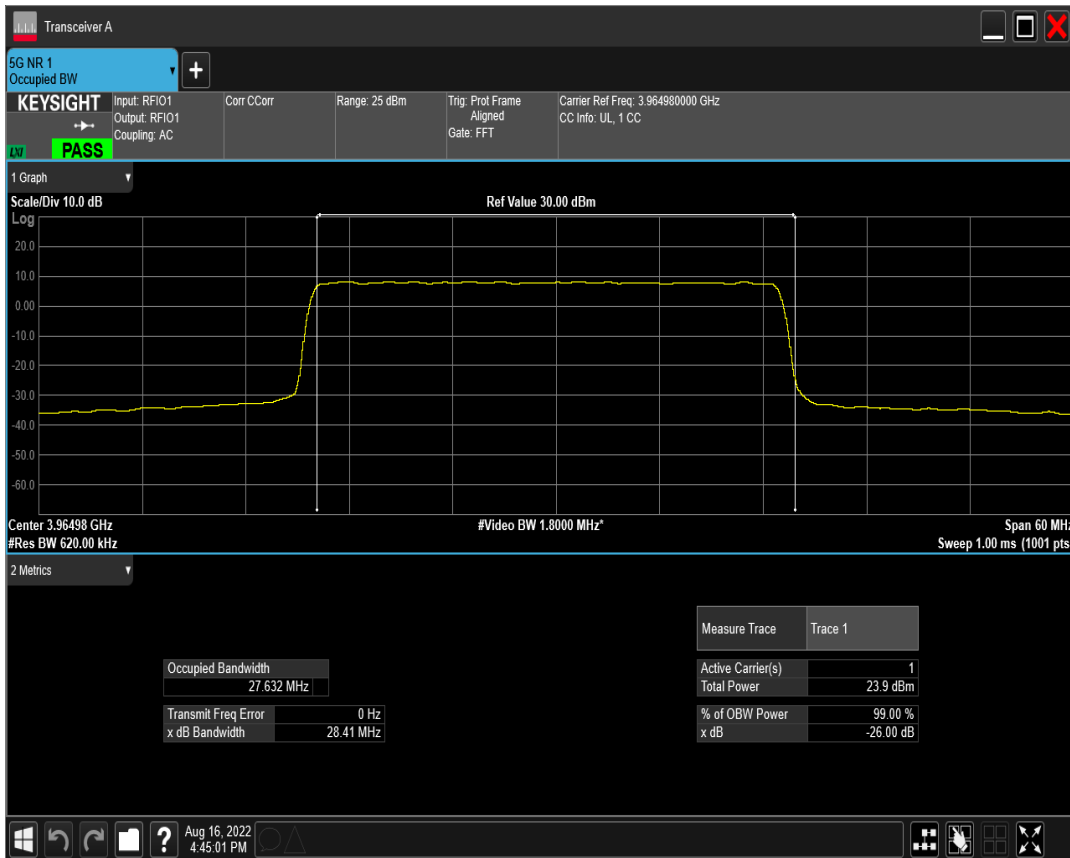 Transceiver A
5G NR 1
Occupied BW
+
KEYSIGHT
LXI
PASS
Input: RFIO1
Output: RFIO1
Coupling: AC
Corr CCorr
Range: 25 dBm
Trig: Prot Frame
Aligned
Gate: FFT
Carrier Ref Freq: 3.964980000 GHz
CC Info: UL, 1 CC
1 Graph
Scale/Div 10.0 dB
Ref Value 30.00 dBm
Log
20.0
10.0
0.00
-10.0
-20.0
-30.0
-40.0
-50.0
-60.0
Center 3.96498 GHz
#Video BW 1.8000 MHz*
Span 60 MHz
#Res BW 620.00 kHz
Sweep 1.00 ms (1001 pts
2 Metrics
Measure Trace Trace 1
Occupied Bandwidth
27.632 MHz
Active Carrier(s) 1
Total Power 23.9 dBm
Transmit Freq Error 0 Hz
x dB Bandwidth 28.41 MHz
% of OBW Power 99.00 %
x dB -26.00 dB
?
Aug 16, 2022
4:45:01 PM